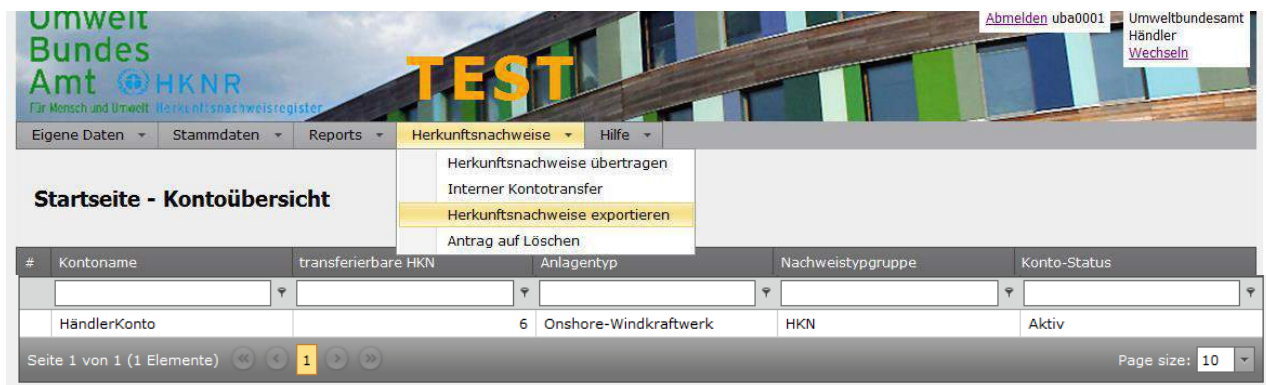 Umwelt
Bundes
Amt HKNR
Für Mensch und Umwelt Herkunftsnachweisregister
TEST
Abmelden uba0001
Umweltbundesamt
Händler
Wechseln
Eigene Daten Stammdaten Reports Herkunftsnachweise Hilfe
Herkunftsnachweise übertragen
Interner Kontotransfer
Herkunftsnachweise exportieren
Antrag auf Löschen
Startseite - Kontoübersicht
# Kontoname transferierbare HKN Anlagentyp Nachweistypgruppe Konto-Status
HändlerKonto 6 Onshore-Windkraftwerk HKN Aktiv
Seite 1 von 1 (1 Elemente) 1 Page size: 10